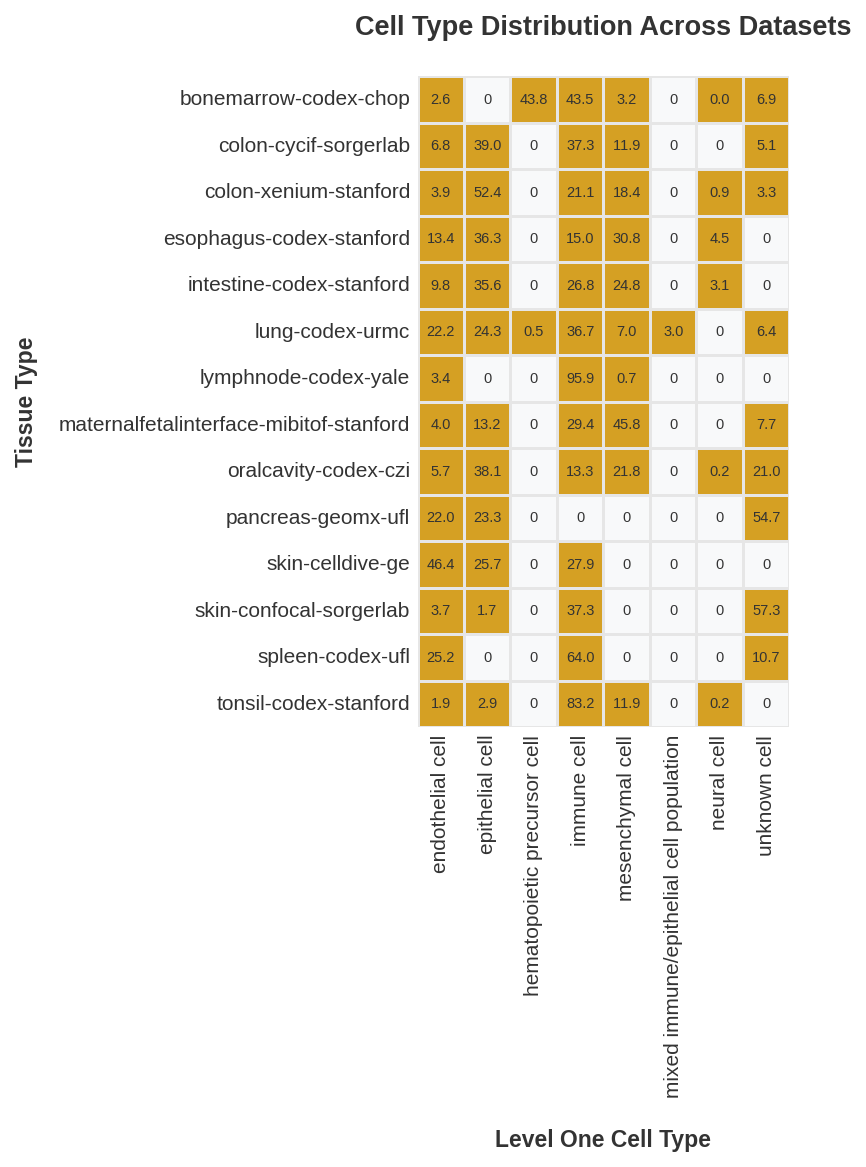 Cell Type Distribution Across Datasets
Tissue Type
bonemarrow-codex-chop 2.6 0 43.8 43.5 3.2 0 0.0 6.9
colon-cycif-sorgerlab 6.8 39.0 0 37.3 11.9 0 0 5.1
colon-xenium-stanford 3.9 52.4 0 21.1 18.4 0 0.9 3.3
esophagus-codex-stanford 13.4 36.3 0 15.0 30.8 0 4.5 0
intestine-codex-stanford 9.8 35.6 0 26.8 24.8 0 3.1 0
lung-codex-urmc 22.2 24.3 0.5 36.7 7.0 3.0 0 6.4
lymphnode-codex-yale 3.4 0 0 95.9 0.7 0 0 0
maternalfetalinterface-mibitof-stanford 4.0 13.2 0 29.4 45.8 0 0 7.7
oralcavity-codex-czi 5.7 38.1 0 13.3 21.8 0 0.2 21.0
pancreas-geomx-ufl 22.0 23.3 0 0 0 0 0 54.7
skin-celldive-ge 46.4 25.7 0 27.9 0 0 0 0
skin-confocal-sorgerlab 3.7 1.7 0 37.3 0 0 0 57.3
spleen-codex-ufl 25.2 0 0 64.0 0 0 0 10.7
tonsil-codex-stanford 1.9 2.9 0 83.2 11.9 0 0.2 0
endothelial cell
epithelial cell
hematopoietic precursor cell
immune cell
mesenchymal cell
mixed immune/epithelial cell population
neural cell
unknown cell
Level One Cell Type